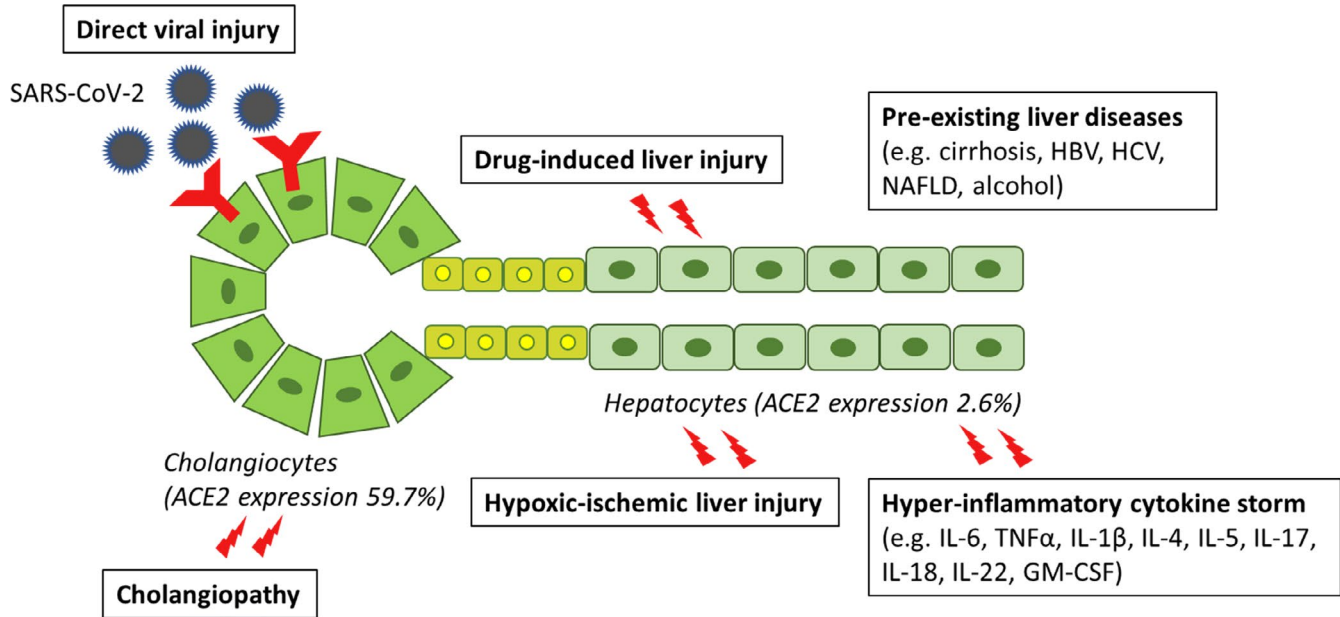 Direct viral injury
SARS-CoV-2
Drug-induced liver injury
Pre-existing liver diseases
(e.g. cirrhosis, HBV, HCV,
NAFLD, alcohol)
Hepatocytes (ACE2 expression 2.6%)
Cholangiocytes
(ACE2 expression 59.7%)
Cholangiopathy
Hypoxic-ischemic liver injury
Hyper-inflammatory cytokine storm
(e.g. IL-6, TNFα, IL-1β, IL-4, IL-5, IL-17,
IL-18, IL-22, GM-CSF)